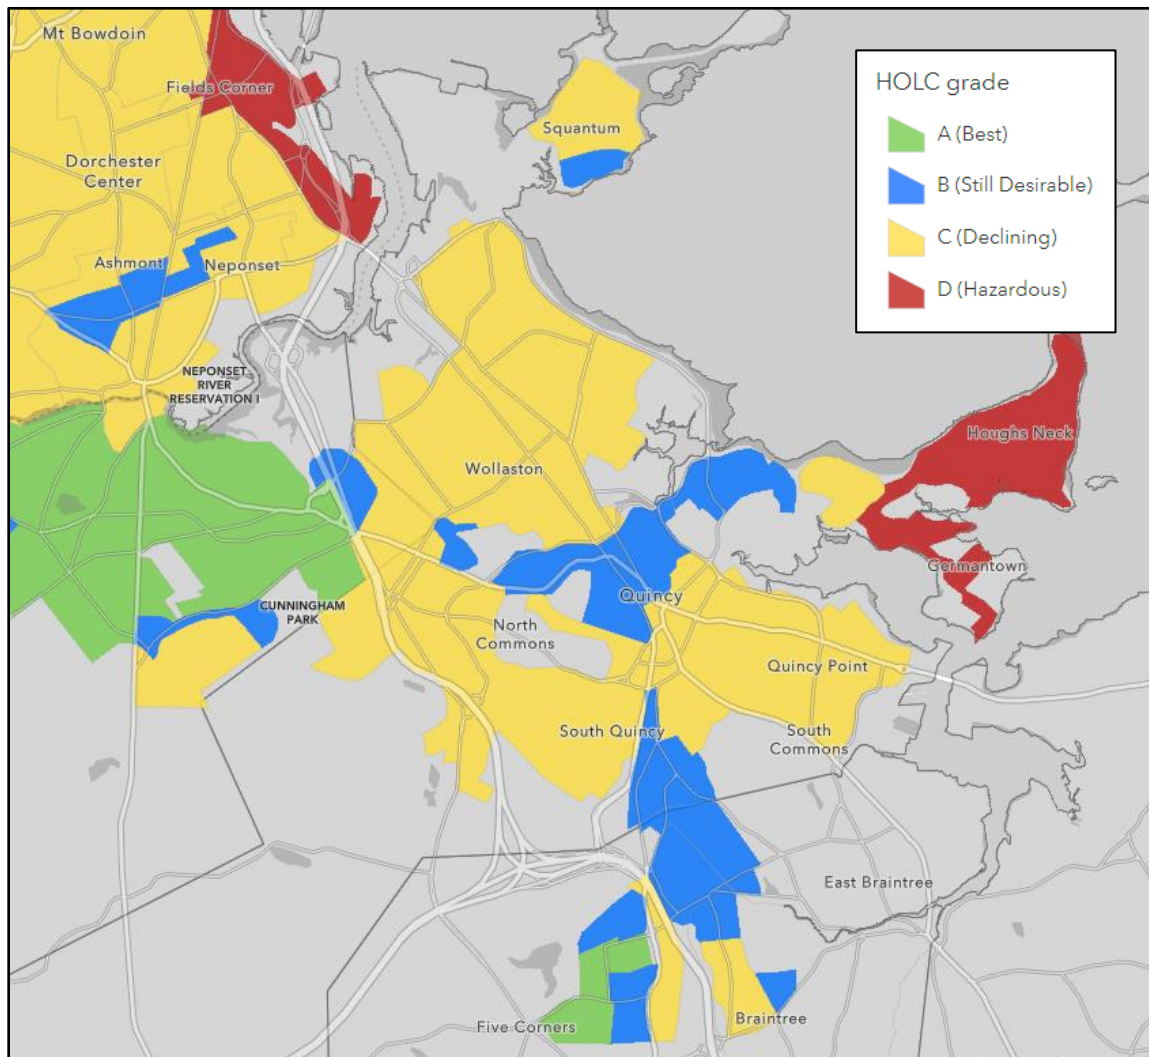 Mt Bowdoin
HOLC grade
Fields Corner
A (Best)
Squantum
Dorchester
Center
B (Still Desirable)
C (Declining)
Ashmont
Neponset
D (Hazardous)
NEPONSET
RIVER
RESERVATION I
Houghs Neck
Wollaston
Germantown
Quincy
CUNNINGHAM
PARK
North
Commons
Quincy Point
South Quincy
South
Commons
East Braintree
Five Corners
Braintree